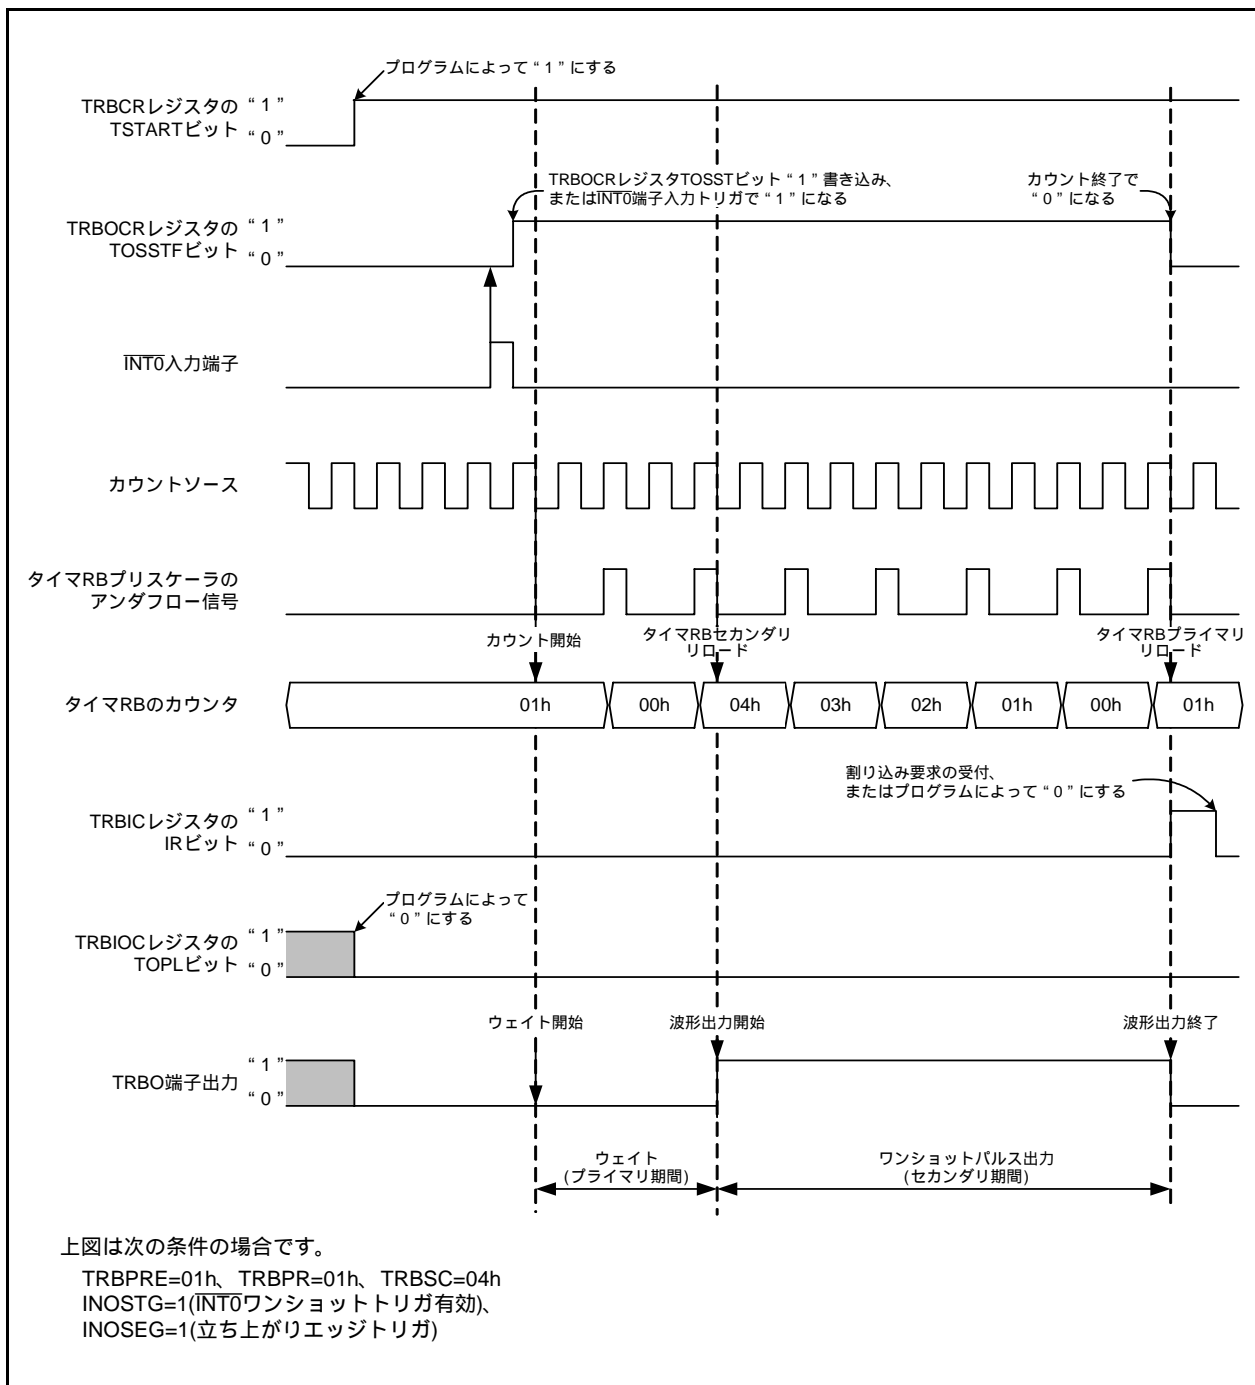 プログラムによって“1”にする
TRBCRレジスタの
TSTARTビット
“1”
“0”
TRBOCRレジスタTOSSTビット“1”書き込み、
またはINT0端子入力トリガで“1”になる
カウント終了で
“0”になる
TRBOCRレジスタの
TOSSTFビット
“1”
“0”
INT0入力端子
カウントソース
タイマRBプリスケーラの
アンダフロー信号
カウント開始
タイマRBセカンダリ
リロード
タイマRBプライマリ
リロード
タイマRBのカウンタ
01h 00h 04h 03h 02h 01h 00h 01h
割り込み要求の受付、
またはプログラムによって“0”にする
TRBICレジスタの
IRビット
“1”
“0”
プログラムによって
“0”にする
TRBIOCレジスタの
TOPLビット
“1”
“0”
ウェイト開始
波形出力開始
波形出力終了
TRBO端子出力
“1”
“0”
ウェイト
(プライマリ期間)
ワンショットパルス出力
(セカンダリ期間)
上図は次の条件の場合です。
TRBPRE=01h、TRBPR=01h、TRBSC=04h
INOSTG=1(INT0ワンショットトリガ有効)、
INOSEG=1(立ち上がりエッジトリガ)